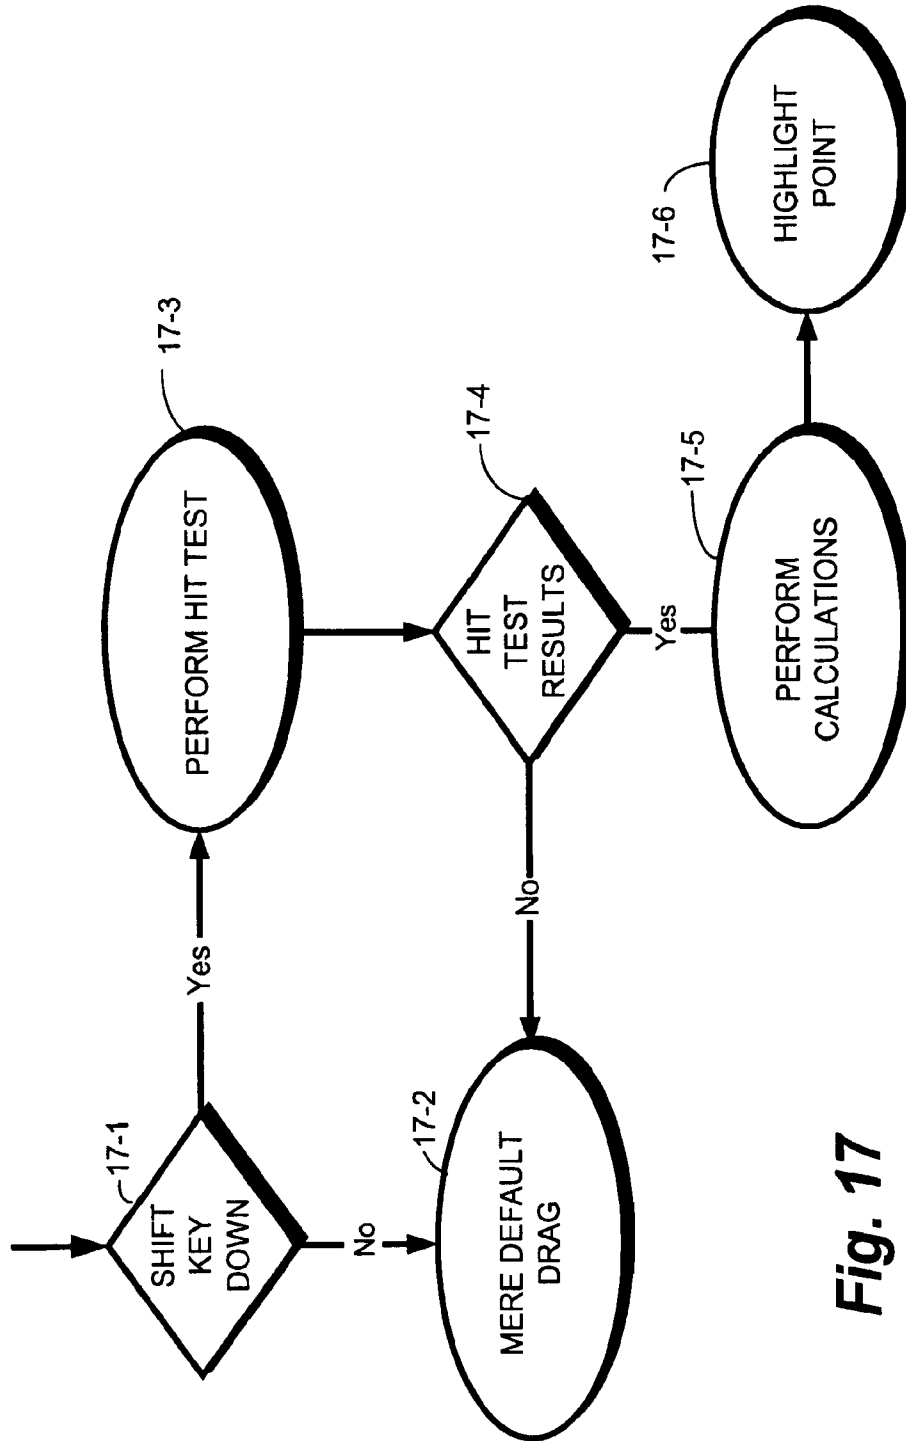 17-1
SHIFT
KEY
DOWN
Yes
No
17-2
MERE DEFAULT
DRAG
17-3
PERFORM HIT TEST
17-4
HIT
TEST
RESULTS
No
Yes
17-5
PERFORM
CALCULATIONS
17-6
HIGHLIGHT
POINT
Fig. 17